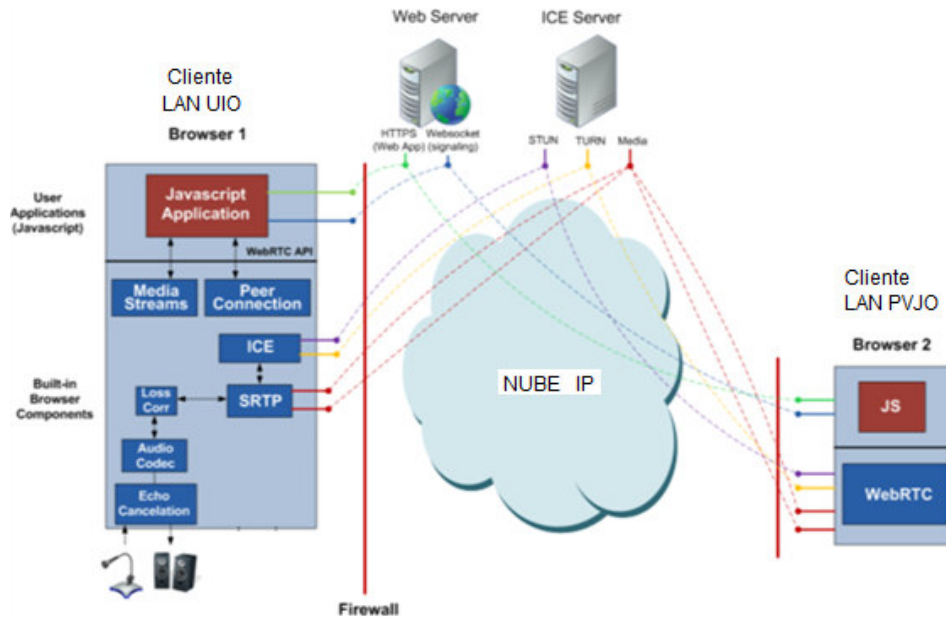 Web Server
ICE Server
Cliente
LAN UIO
Browser 1
HTTPS
(Web App)
Websocket
(signaling)
STUN
TURN
Media
User
Applications
(Javascript)
Javascript
Application
WebRTC API
Media
Streams
Peer
Connection
ICE
Built-in
Browser
Components
Loss
Corr
SRTP
Audio
Codec
Echo
Cancelation
NUBE IP
Cliente
LAN PVJO
Browser 2
JS
WebRTC
Firewall